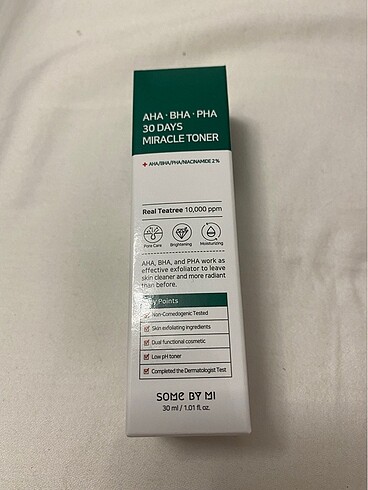 AHA · BHA · PHA
30 DAYS
MIRACLE TONER
+ AHA/BHA/PHA/NIACINAMIDE 2%
Real Teatree 10,000 ppm
Pore Care
Brightening
Moisturizing
AHA, BHA, and PHA work as
effective exfoliator to leave
skin cleaner and more radiant
than before.
Key Points
Non-Comedogenic Tested
Skin exfoliating ingredients
Dual functional cosmetic
Low pH toner
Completed the Dermatologist Test
SOME BY MI
30 ml / 1.01 fl. oz.